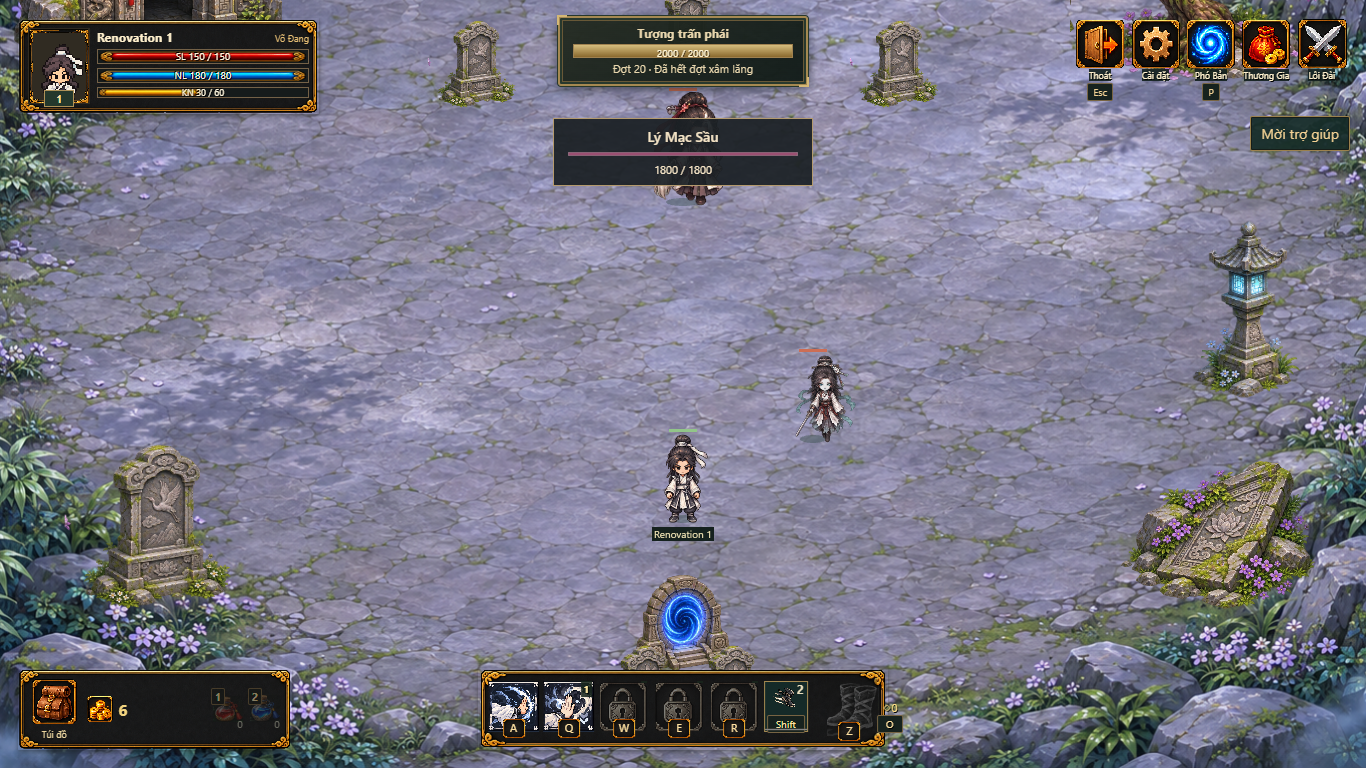 Renovation 1
Võ Đang
SL 150 / 150
NL 180 / 180
KN 30 / 60
1
Tượng trấn phái
2000 / 2000
Đợt 20 · Đã hết đợt xâm lăng
Lý Mạc Sầu
1800 / 1800
Thoát
Cài đặt
Phó Bản
Thương Gia
Lôi Đài
Esc
P
Mời trợ giúp
Renovation 1
Túi đồ
6
1
0
2
0
A
1
Q
W
E
R
2
Shift
Z
20
O